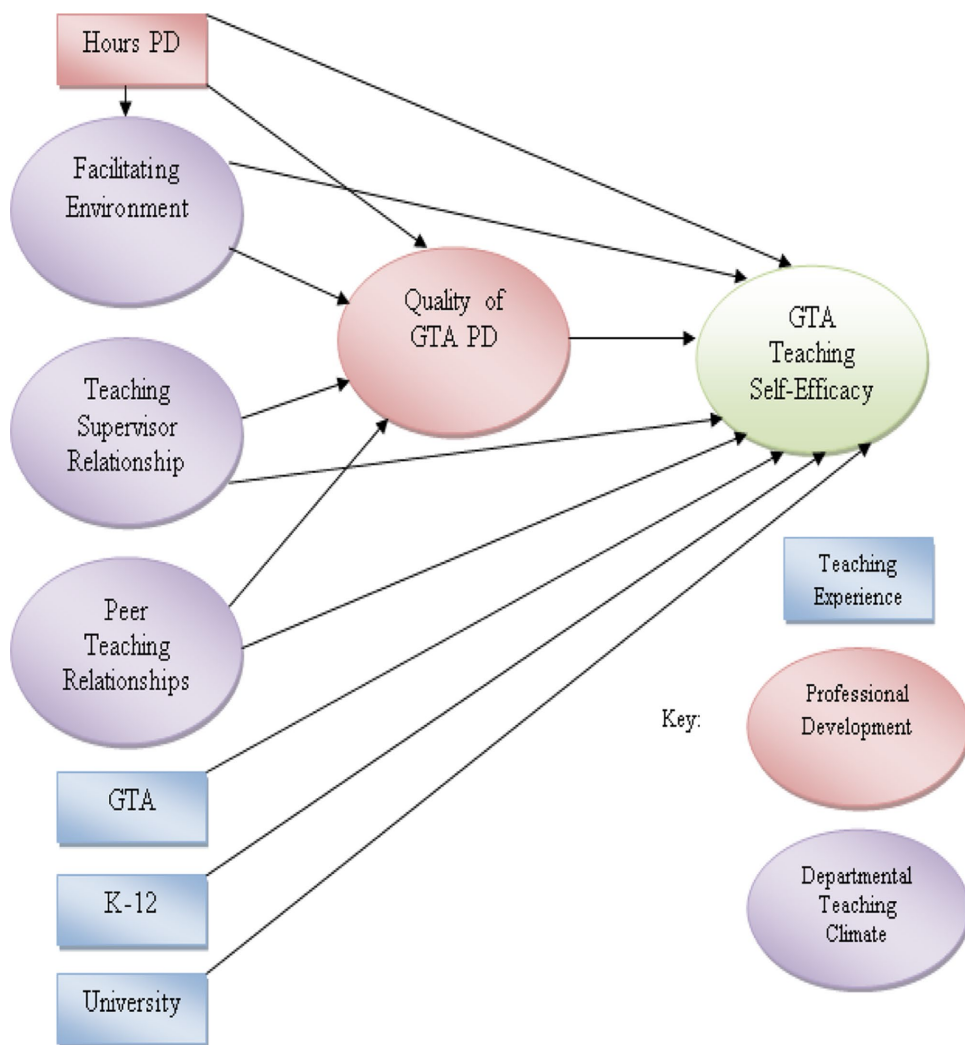 Hours PD
Facilitating
Environment
Quality of
GTA PD
GTA
Teaching
Self-Efficacy
Teaching
Supervisor
Relationship
Peer
Teaching
Relationships
GTA
K-12
University
Key:
Teaching
Experience
Professional
Development
Departmental
Teaching
Climate